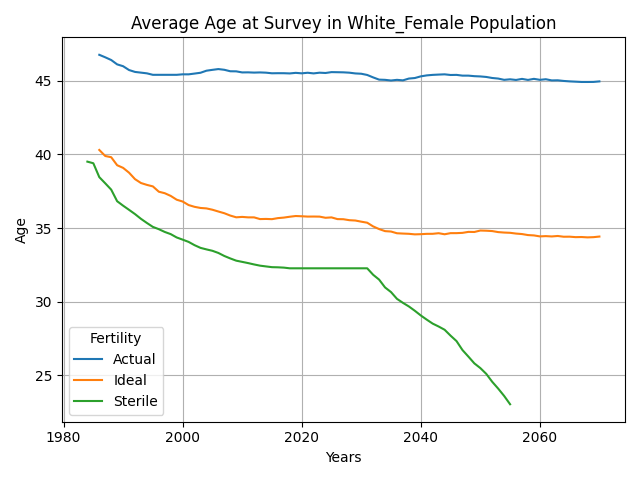 Average Age at Survey in White_Female Population
Age
45
40
35
30
25
Fertility
Actual
Ideal
Sterile
1980
2000
2020
2040
2060
Years